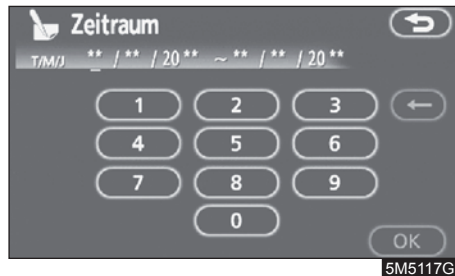 Zeitraum
T/M/J ** / ** / 20 ** ~ ** / ** / 20 **
1 2 3
4 5 6
7 8 9
0
OK
5M5117G